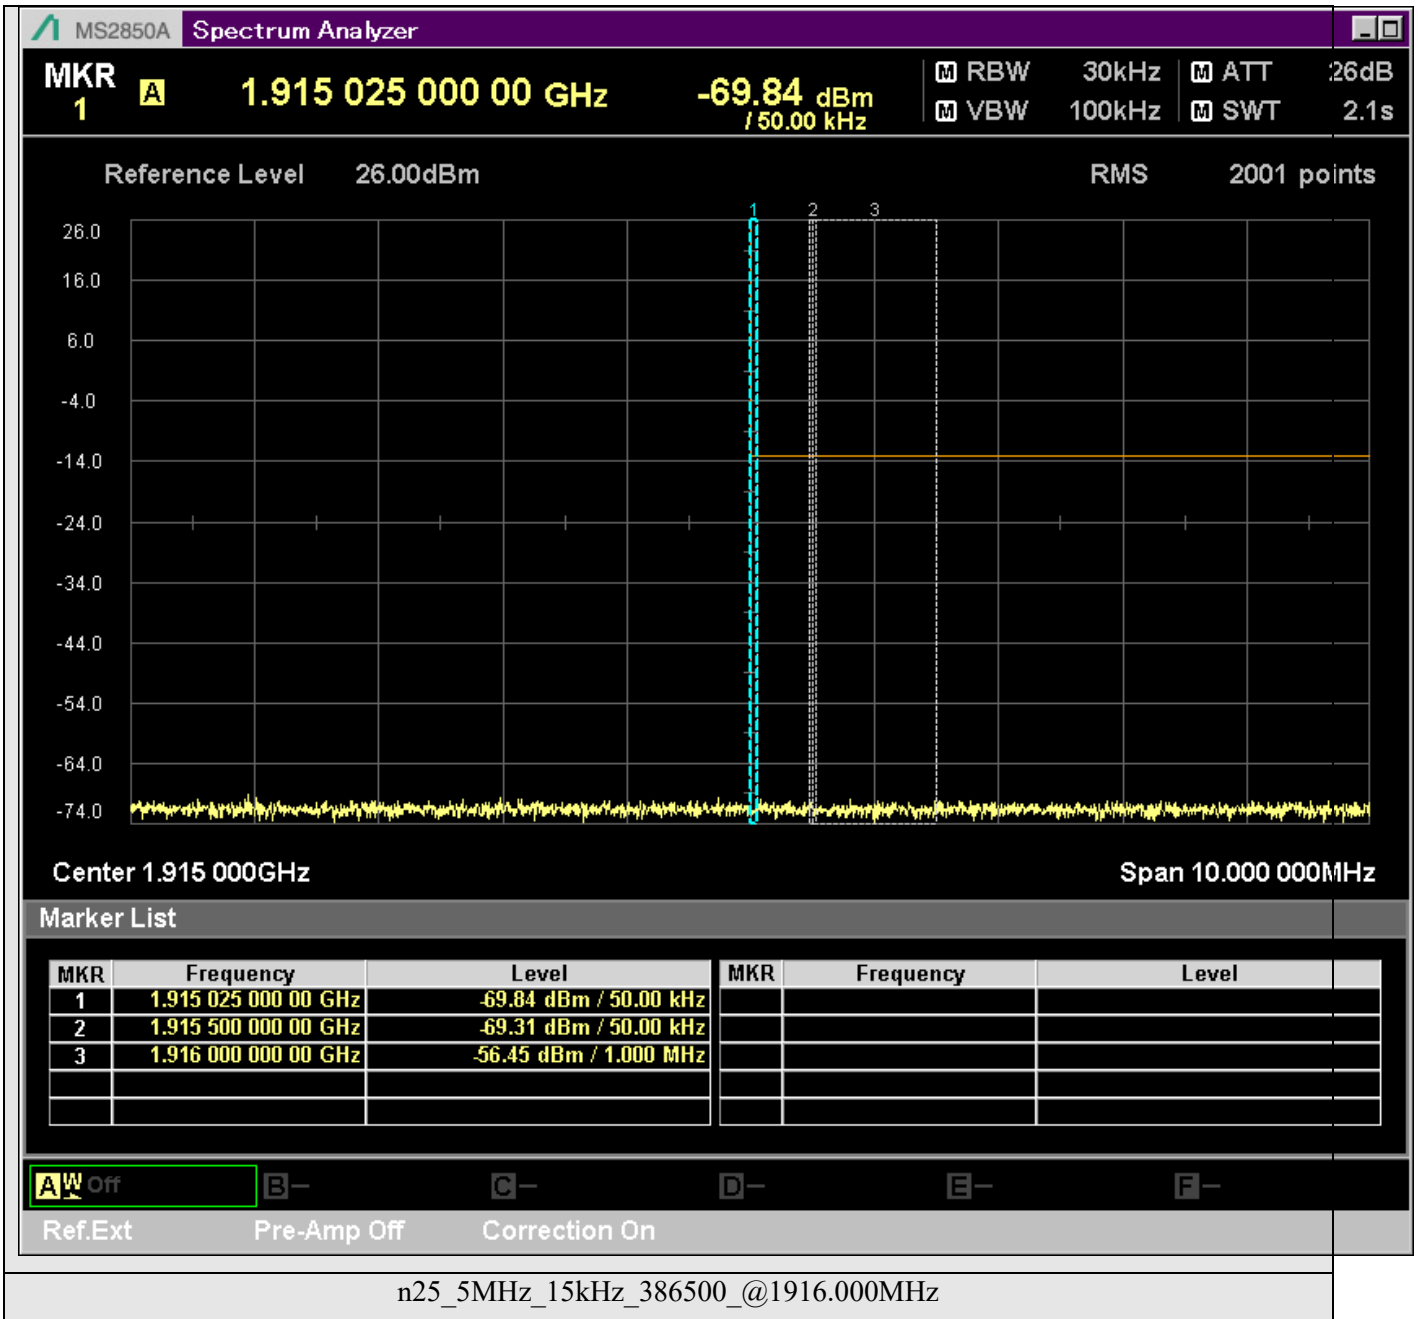 MS2850A Spectrum Analyzer
MKR 1 A 1.915 025 000 00 GHz -69.84 dBm / 50.00 kHz
M RBW 30kHz M ATT 26dB
M VBW 100kHz M SWT 2.1s
Reference Level 26.00dBm RMS 2001 points
1 2 3
26.0
16.0
6.0
-4.0
-14.0
-24.0
-34.0
-44.0
-54.0
-64.0
-74.0
Center 1.915 000GHz Span 10.000 000MHz
Marker List
MKR Frequency Level MKR Frequency Level
1 1.915 025 000 00 GHz -69.84 dBm / 50.00 kHz
2 1.915 500 000 00 GHz -69.31 dBm / 50.00 kHz
3 1.916 000 000 00 GHz -56.45 dBm / 1.000 MHz
A W Off B – C – D – E – F –
Ref.Ext Pre-Amp Off Correction On
n25_5MHz_15kHz_386500_@1916.000MHz